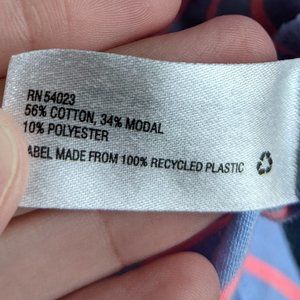 RN 54023
56% COTTON, 34% MODAL
10% POLYESTER
ABEL MADE FROM 100% RECYCLED PLASTIC